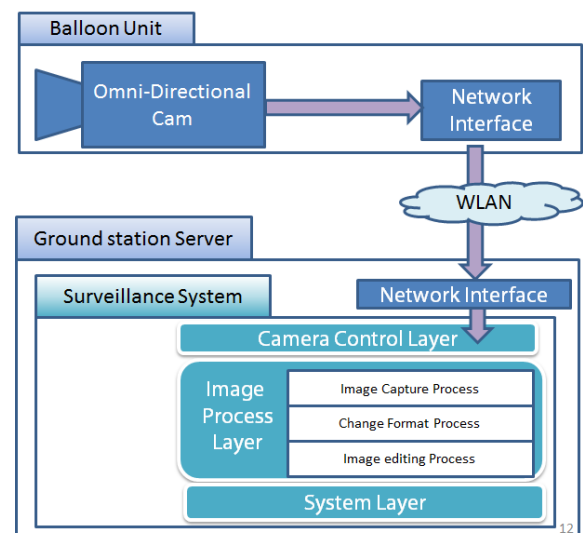 Balloon Unit
Omni-Directional
Cam
Network
Interface
WLAN
Ground station Server
Network Interface
Surveillance System
Camera Control Layer
Image
Process
Layer
Image Capture Process
Change Format Process
Image editing Process
System Layer
12